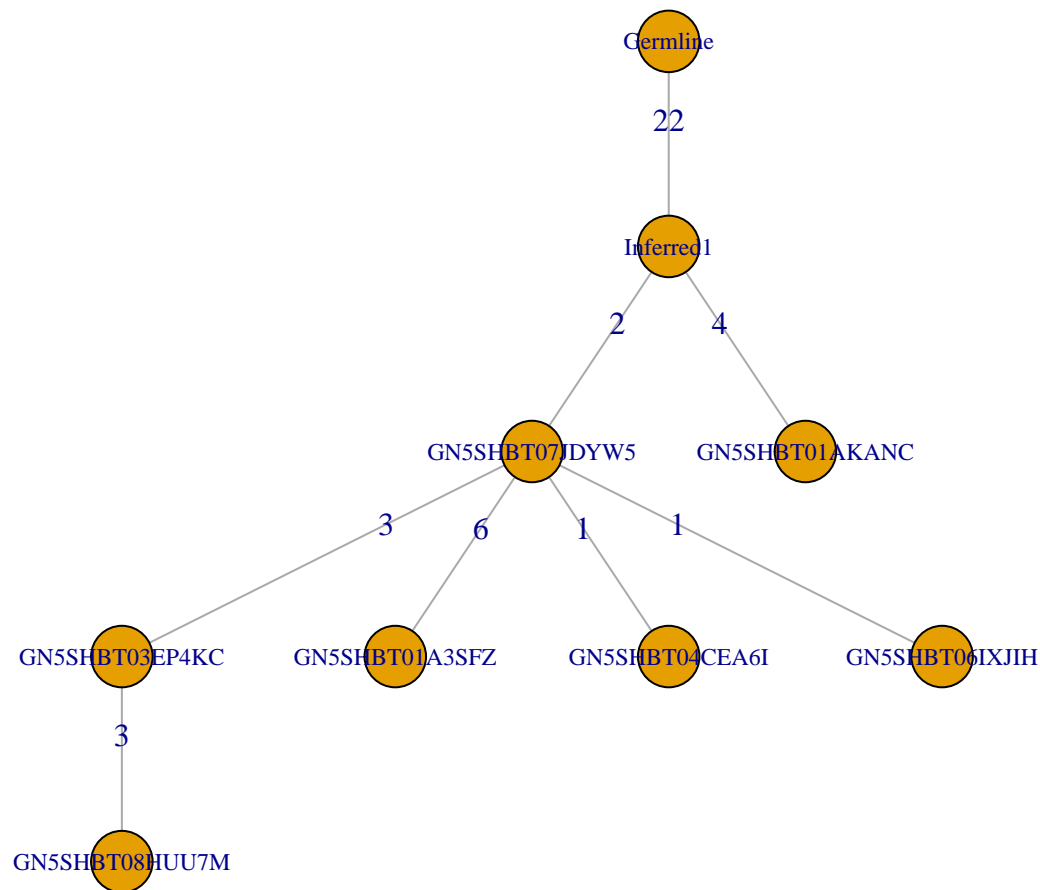 Germline
22
Inferred1
2
4
GN5SHBT07JDYW5
GN5SHBT01AKANC
3
6
1
1
GN5SHBT03EP4KC
GN5SHBT01A3SFZ
GN5SHBT04CEA6I
GN5SHBT06IXJIH
3
GN5SHBT08HUU7M